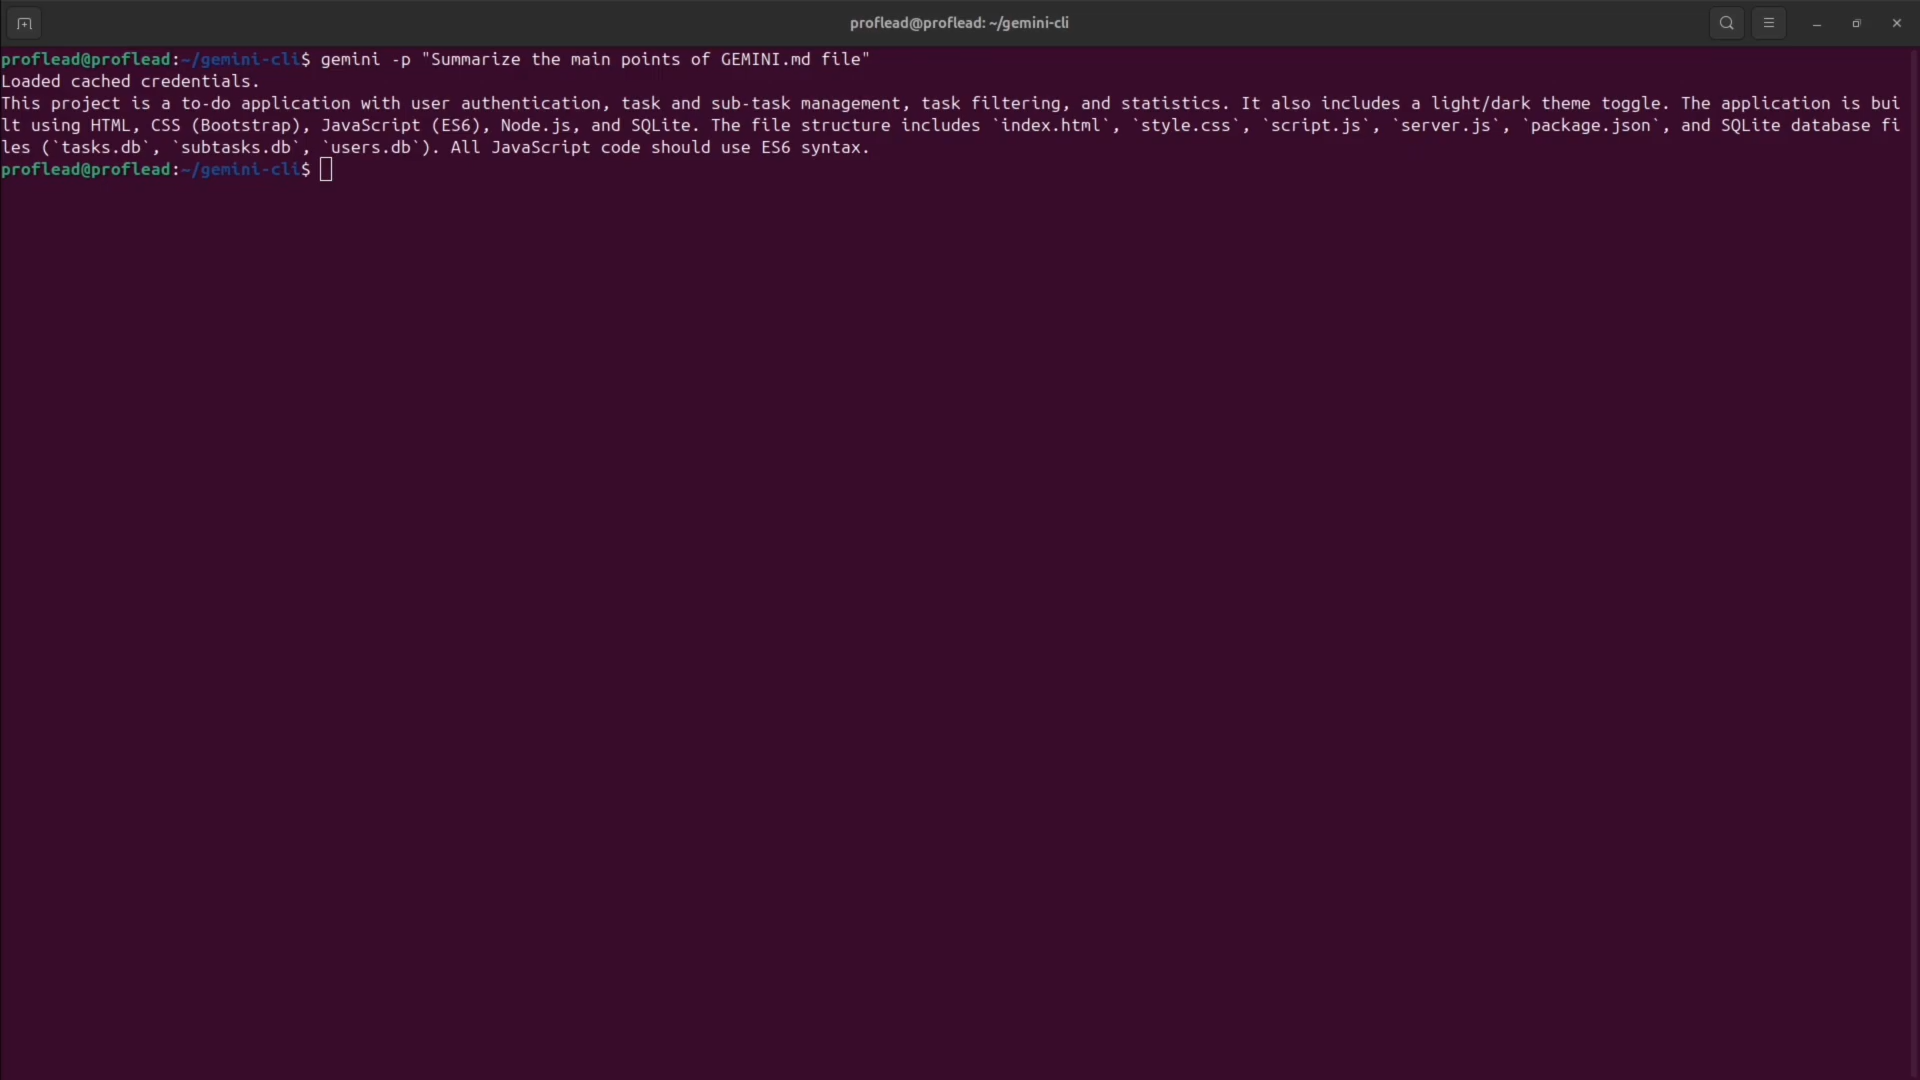 proflead@proflead: ~/gemini-cli
proflead@proflead:~/gemini-cli$ gemini -p "Summarize the main points of GEMINI.md file"
Loaded cached credentials.
This project is a to-do application with user authentication, task and sub-task management, task filtering, and statistics. It also includes a light/dark theme toggle. The application is bui
lt using HTML, CSS (Bootstrap), JavaScript (ES6), Node.js, and SQLite. The file structure includes `index.html`, `style.css`, `script.js`, `server.js`, `package.json`, and SQLite database fi
les (`tasks.db`, `subtasks.db`, `users.db`). All JavaScript code should use ES6 syntax.
proflead@proflead:~/gemini-cli$